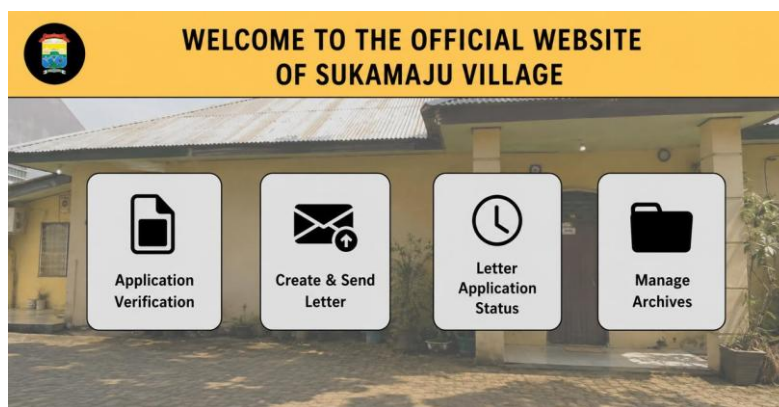 WELCOME TO THE OFFICIAL WEBSITE
OF SUKAMAJU VILLAGE
Application
Verification
Create & Send
Letter
Letter
Application
Status
Manage
Archives